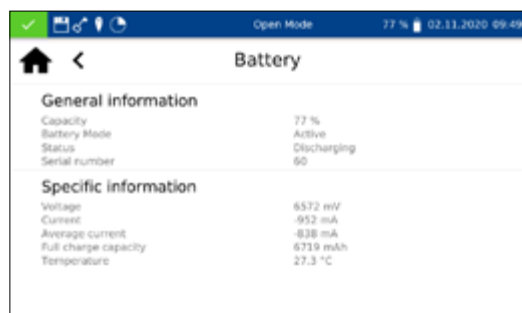 Open Mode 77 % 02.11.2020 09:49
Battery
General information
Capacity 77 %
Battery Mode Active
Status Discharging
Serial number 60
Specific information
Voltage 6572 mV
Current -952 mA
Average current -838 mA
Full charge capacity 6719 mAh
Temperature 27.3 °C